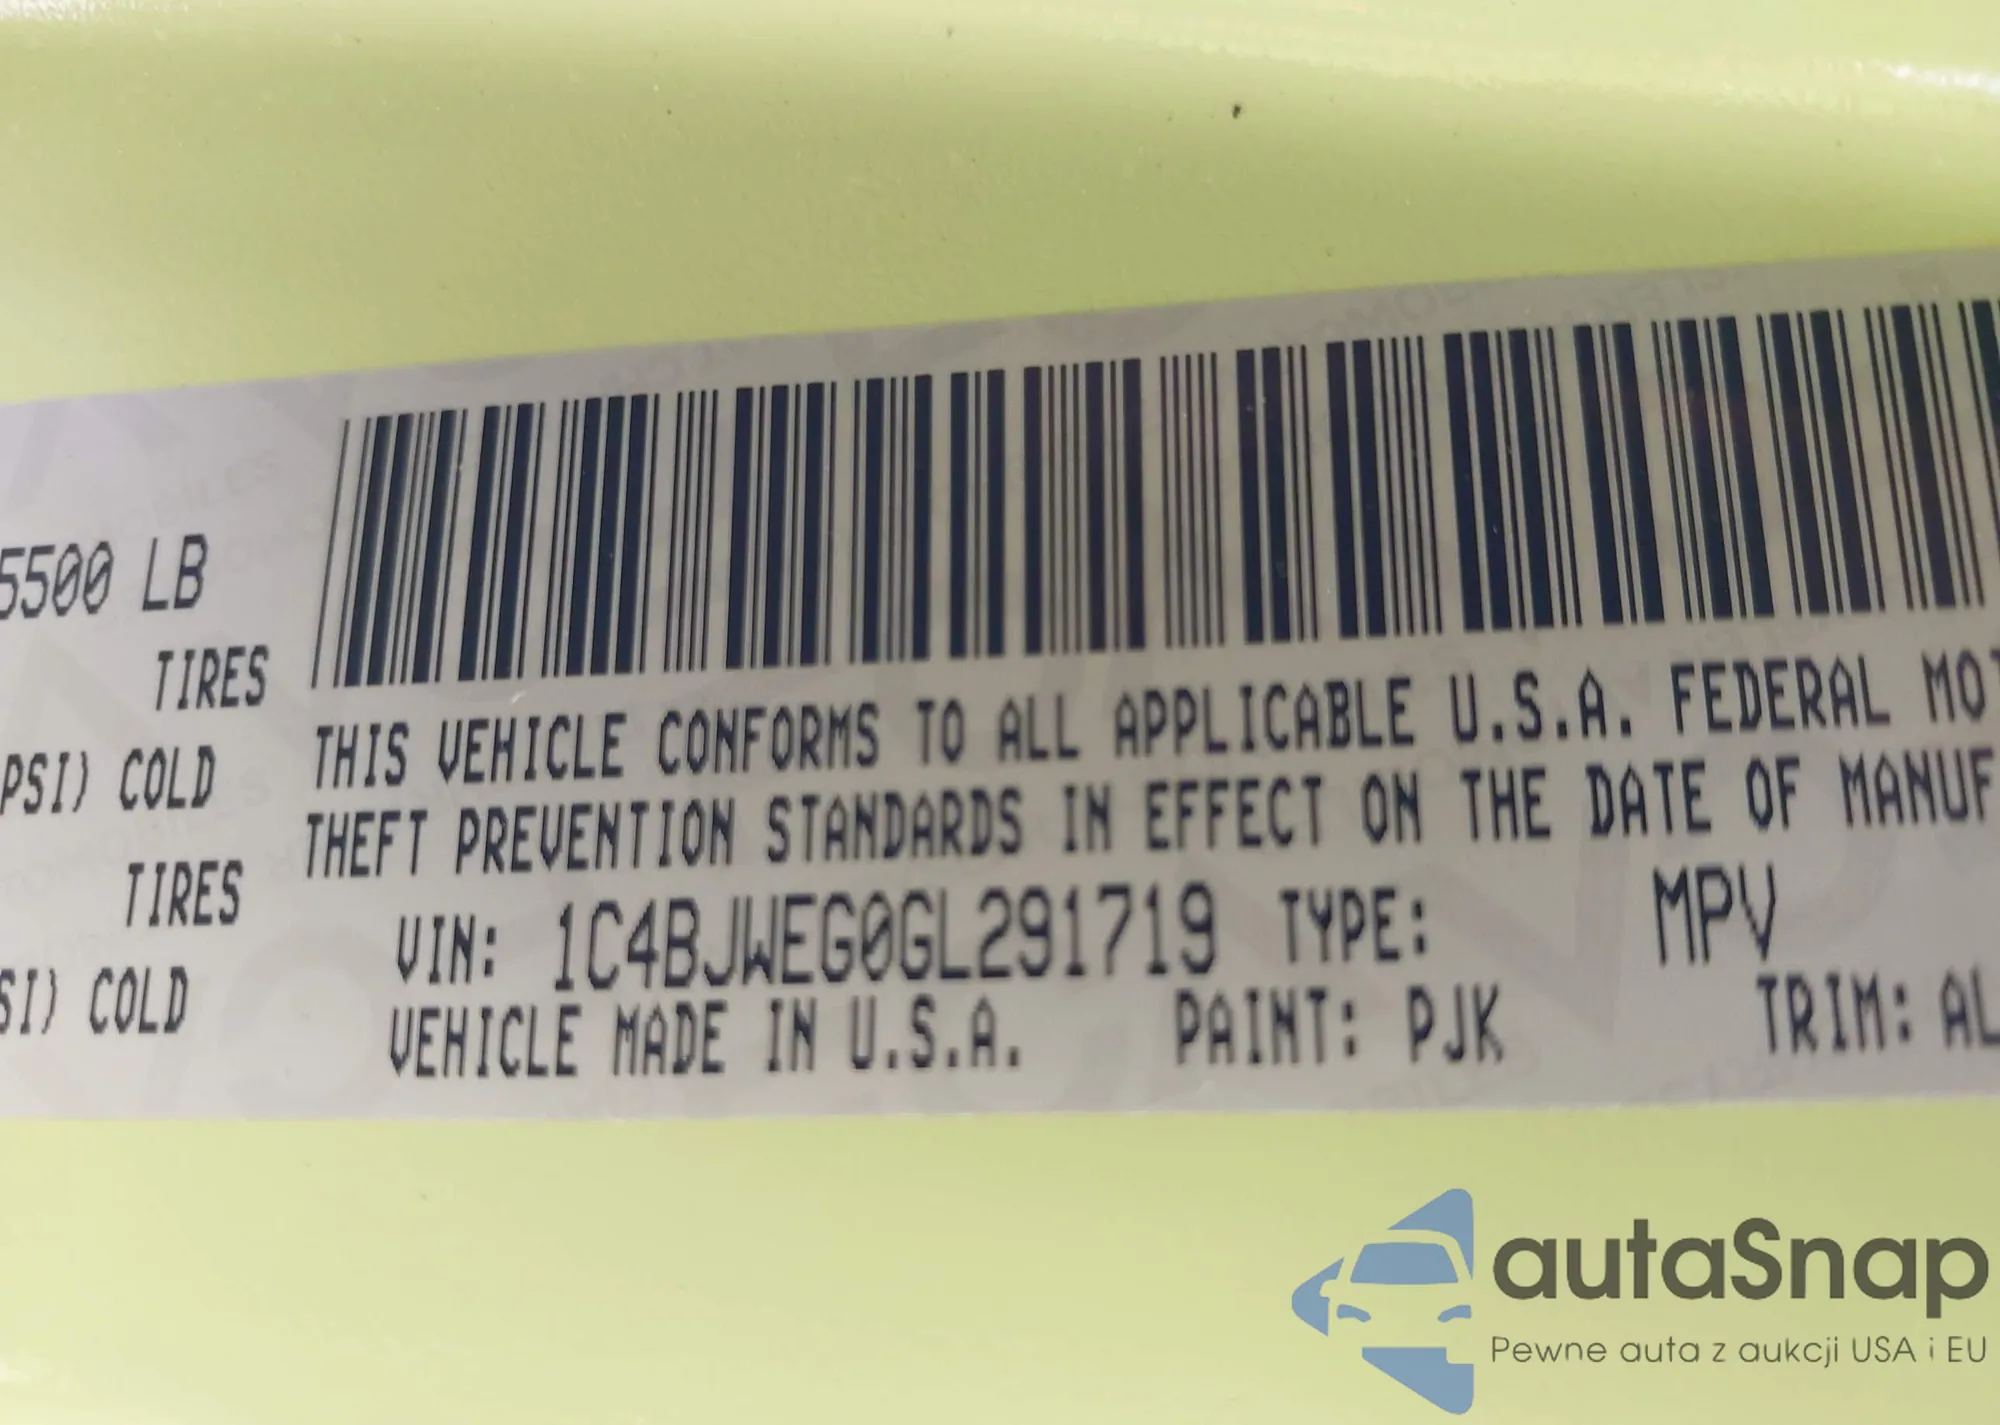 5500 LB
TIRES
PSI) COLD
TIRES
SI) COLD
THIS VEHICLE CONFORMS TO ALL APPLICABLE U.S.A. FEDERAL MOT
THEFT PREVENTION STANDARDS IN EFFECT ON THE DATE OF MANUF
VIN: 1C4BJWEG0GL291719 TYPE: MPV
VEHICLE MADE IN U.S.A. PAINT: PJK TRIM: AL
autaSnap
Pewne auta z aukcji USA i EU